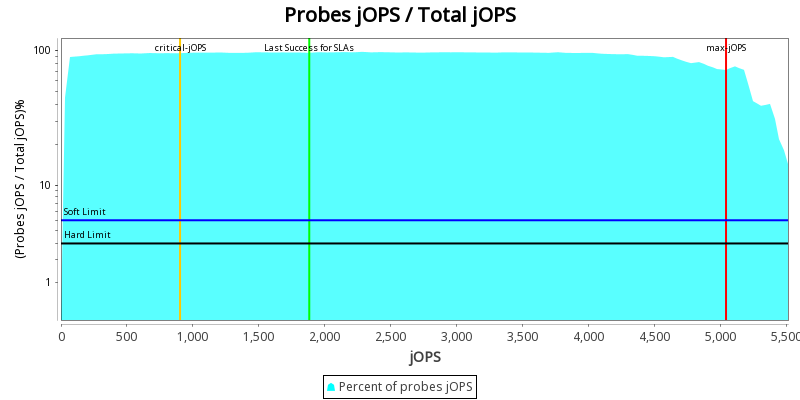 Probes jOPS / Total jOPS
critical-jOPS
Last Success for SLAs
max-jOPS
(Probes jOPS / Total jOPS)%
100
10
1
Soft Limit
Hard Limit
0
500
1,000
1,500
2,000
2,500
3,000
3,500
4,000
4,500
5,000
5,500
jOPS
Percent of probes jOPS